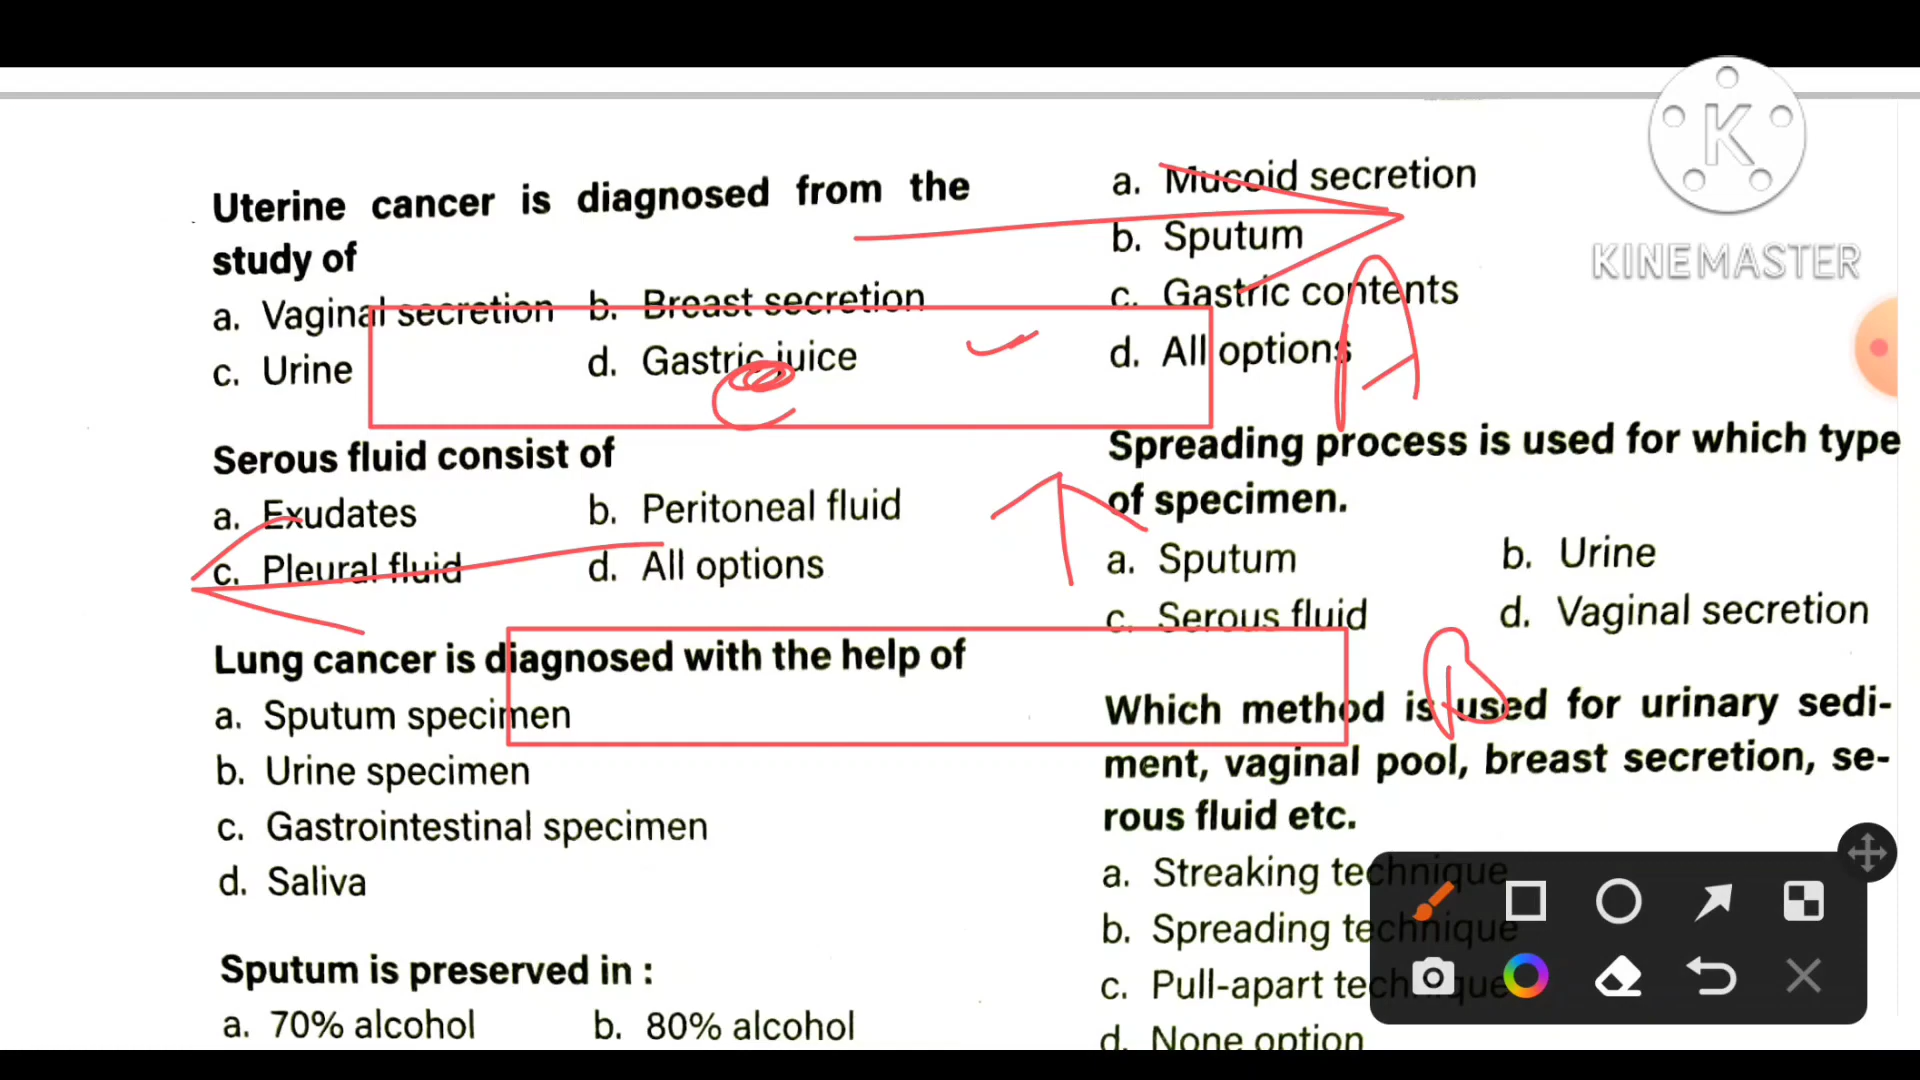 Uterine cancer is diagnosed from the
study of
a. Vaginal secretion b. Breast secretion
c. Urine d. Gastric juice
Serous fluid consist of
a. Exudates b. Peritoneal fluid
c. Pleural fluid d. All options
Lung cancer is diagnosed with the help of
a. Sputum specimen
b. Urine specimen
c. Gastrointestinal specimen
d. Saliva
Sputum is preserved in :
a. 70% alcohol b. 80% alcohol
a. Mucoid secretion
b. Sputum
c. Gastric contents
d. All options
A
Spreading process is used for which type
of specimen.
a. Sputum b. Urine
c. Serous fluid d. Vaginal secretion
Which method is used for urinary sedi-
ment, vaginal pool, breast secretion, se-
rous fluid etc.
a. Streaking technique
b. Spreading technique
c. Pull-apart technique
d. None option
K
KINEMASTER